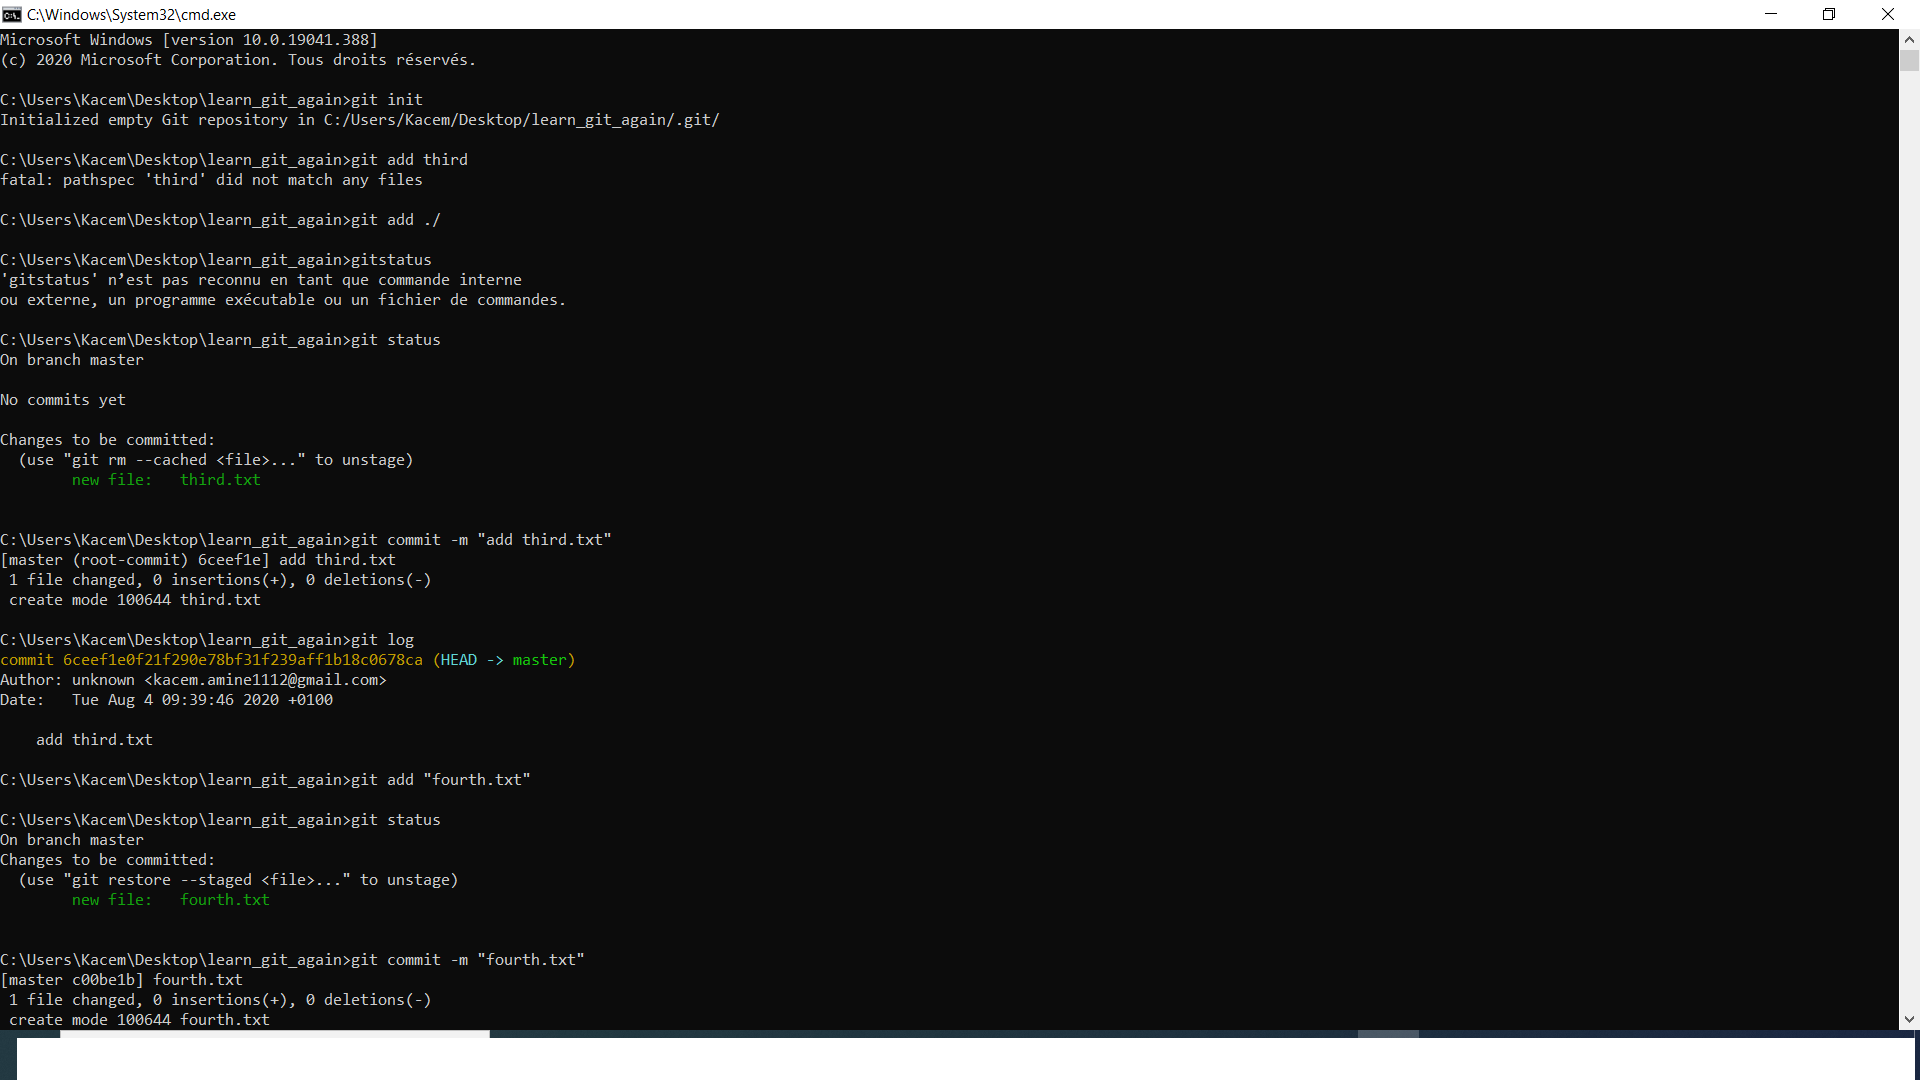 C:\Windows\System32\cmd.exe
Microsoft Windows [version 10.0.19041.388]
(c) 2020 Microsoft Corporation. Tous droits réservés.
C:\Users\Kacem\Desktop\learn_git_again>git init
Initialized empty Git repository in C:/Users/Kacem/Desktop/learn_git_again/.git/
C:\Users\Kacem\Desktop\learn_git_again>git add third
fatal: pathspec 'third' did not match any files
C:\Users\Kacem\Desktop\learn_git_again>git add ./
C:\Users\Kacem\Desktop\learn_git_again>gitstatus
'gitstatus' n’est pas reconnu en tant que commande interne
ou externe, un programme exécutable ou un fichier de commandes.
C:\Users\Kacem\Desktop\learn_git_again>git status
On branch master
No commits yet
Changes to be committed:
  (use "git rm --cached <file>..." to unstage)
        new file:   third.txt
C:\Users\Kacem\Desktop\learn_git_again>git commit -m "add third.txt"
[master (root-commit) 6ceef1e] add third.txt
 1 file changed, 0 insertions(+), 0 deletions(-)
 create mode 100644 third.txt
C:\Users\Kacem\Desktop\learn_git_again>git log
commit 6ceef1e0f21f290e78bf31f239aff1b18c0678ca (HEAD -> master)
Author: unknown <kacem.amine1112@gmail.com>
Date:   Tue Aug 4 09:39:46 2020 +0100
    add third.txt
C:\Users\Kacem\Desktop\learn_git_again>git add "fourth.txt"
C:\Users\Kacem\Desktop\learn_git_again>git status
On branch master
Changes to be committed:
  (use "git restore --staged <file>..." to unstage)
        new file:   fourth.txt
C:\Users\Kacem\Desktop\learn_git_again>git commit -m "fourth.txt"
[master c00be1b] fourth.txt
 1 file changed, 0 insertions(+), 0 deletions(-)
 create mode 100644 fourth.txt